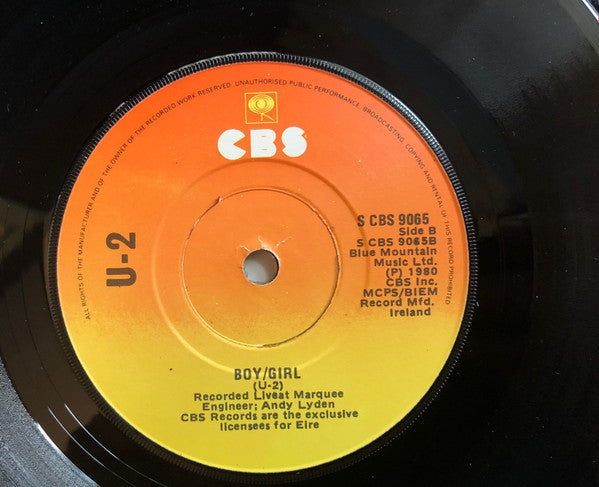 ALL RIGHTS OF THE MANUFACTURER AND OF THE OWNER OF THE RECORDED WORK RESERVED. UNAUTHORISED PUBLIC PERFORMANCE, BROADCASTING, COPYING AND RENTAL OF THIS RECORD PROHIBITED
CBS
U-2
S CBS 9065
Side B
S CBS 9065B
Blue Mountain
Music Ltd.
(P) 1980
CBS Inc.
MCPS/BIEM
Record Mfd.
Ireland
BOY/GIRL
(U-2)
Recorded Liveat Marquee
Engineer; Andy Lyden
CBS Records are the exclusive
licensees for Eire